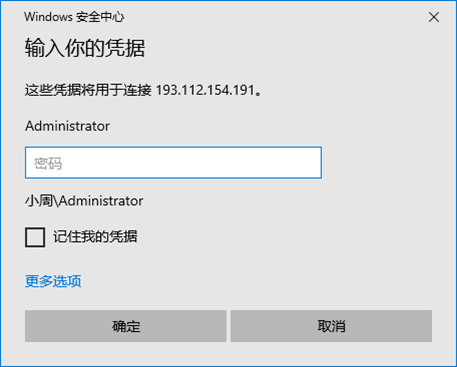 Windows 安全中心
输入你的凭据
这些凭据将用于连接 193.112.154.191。
Administrator
密码
小周\Administrator
记住我的凭据
更多选项
确定
取消